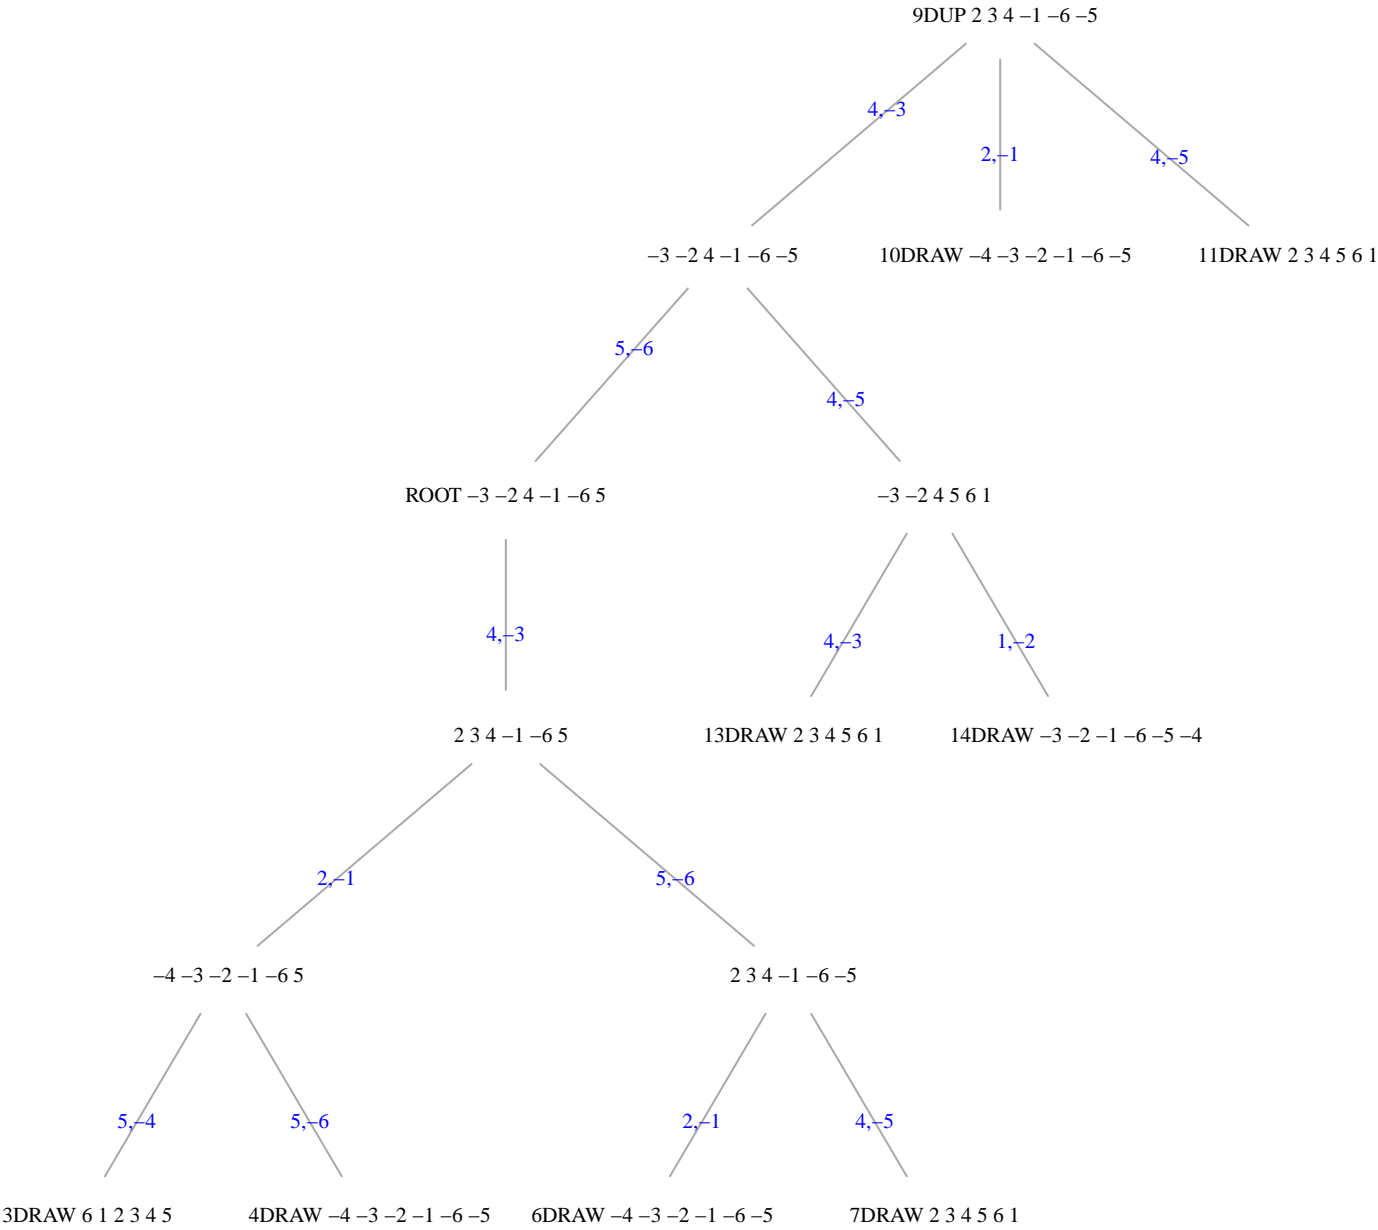 9DUP 2 3 4 −1 −6 −5
4,−3
2,−1
4,−5
−3 −2 4 −1 −6 −5
10DRAW −4 −3 −2 −1 −6 −5
11DRAW 2 3 4 5 6 1
5,−6
4,−5
ROOT −3 −2 4 −1 −6 5
−3 −2 4 5 6 1
4,−3
4,−3
1,−2
2 3 4 −1 −6 5
13DRAW 2 3 4 5 6 1
14DRAW −3 −2 −1 −6 −5 −4
2,−1
5,−6
−4 −3 −2 −1 −6 5
2 3 4 −1 −6 −5
5,−4
5,−6
2,−1
4,−5
3DRAW 6 1 2 3 4 5
4DRAW −4 −3 −2 −1 −6 −5
6DRAW −4 −3 −2 −1 −6 −5
7DRAW 2 3 4 5 6 1